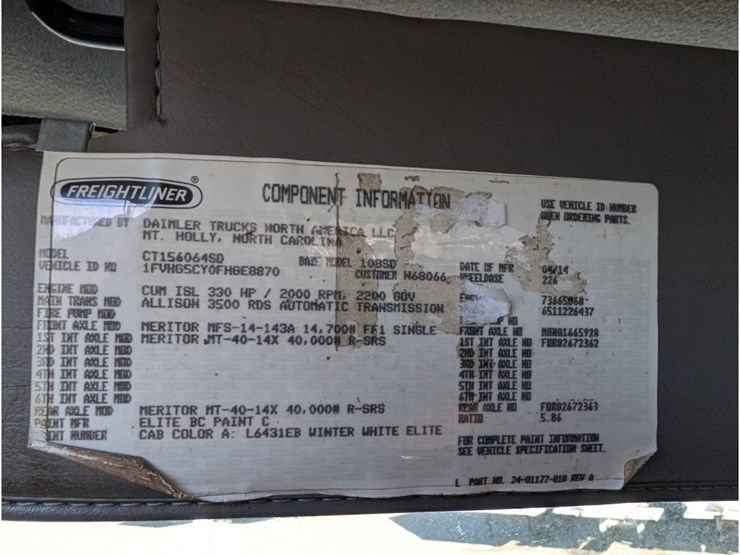 FREIGHTLINER®
COMPONENT INFORMATION
USE VEHICLE ID NUMBER
WHEN ORDERING PARTS.
MANUFACTURED BY DAIMLER TRUCKS NORTH AMERICA LLC
MT. HOLLY, NORTH CAROLINA
MODEL CT156064SD BASE MODEL 108SD DATE OF MFR 04/14
VEHICLE ID NO 1FVHG5CY0FHGE8870 CUSTOMER N68066 WHEELBASE 226
ENGINE MOD CUM ISL 330 HP / 2000 RPM, 2200 GOV 73665068
MAIN TRANS MOD ALLISON 3500 RDS AUTOMATIC TRANSMISSION 6511226437
FIRE PUMP MOD NO
FRONT AXLE MOD MERITOR MFS-14-143A 14,700# FF1 SINGLE FRONT AXLE NO NON01665928
1ST INT AXLE MOD MERITOR MT-40-14X 40,000# R-SRS 1ST INT AXLE NO FDR02672362
2ND INT AXLE MOD 2ND INT AXLE NO
3RD INT AXLE MOD 3RD INT AXLE NO
4TH INT AXLE MOD 4TH INT AXLE NO
5TH INT AXLE MOD 5TH INT AXLE NO
6TH INT AXLE MOD 6TH INT AXLE NO
REAR AXLE MOD MERITOR MT-40-14X 40,000# R-SRS REAR AXLE NO FDR02672363
PAINT MFR ELITE BC PAINT C RATIO 5.86
NUMBER CAB COLOR A: L6431EB WINTER WHITE ELITE
FOR COMPLETE PAINT INFORMATION
SEE VEHICLE SPECIFICATION SHEET.
L PART NO. 24-01177-010 REV A